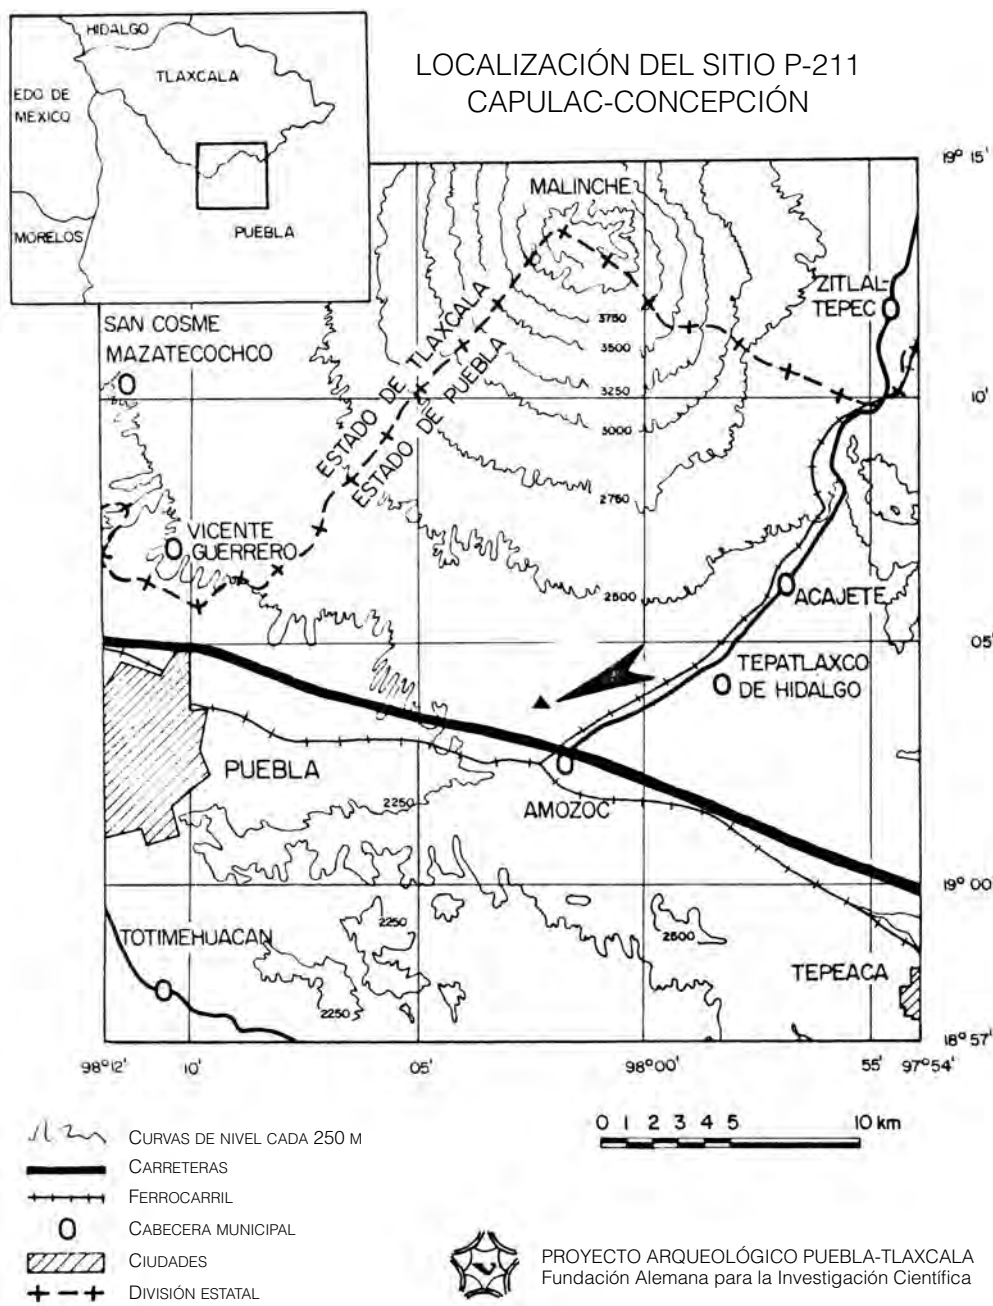 LOCALIZACIÓN DEL SITIO P-211
CAPULAC-CONCEPCIÓN
HIDALGO
TLAXCALA
EDO DE
MEXICO
MORELOS
PUEBLA
19° 15'
MALINCHE
ZITLAL-
TEPEC
SAN COSME
MAZATECOCHCO
ESTADO DE TLAXCALA
ESTADO DE PUEBLA
3750
3500
3250
3000
2750
2500
10'
VICENTE
GUERRERO
ACAJETE
05'
TEPATLAXCO
DE HIDALGO
PUEBLA
2250
AMOZOC
19° 00'
2250
2500
TOTIMEHUACAN
TEPEACA
2250
18° 57'
98° 12'
10'
05'
98° 00'
55'
97° 54'
0 1 2 3 4 5 10 km
CURVAS DE NIVEL CADA 250 M
CARRETERAS
FERROCARRIL
CABECERA MUNICIPAL
CIUDADES
DIVISIÓN ESTATAL
PROYECTO ARQUEOLÓGICO PUEBLA-TLAXCALA
Fundación Alemana para la Investigación Científica